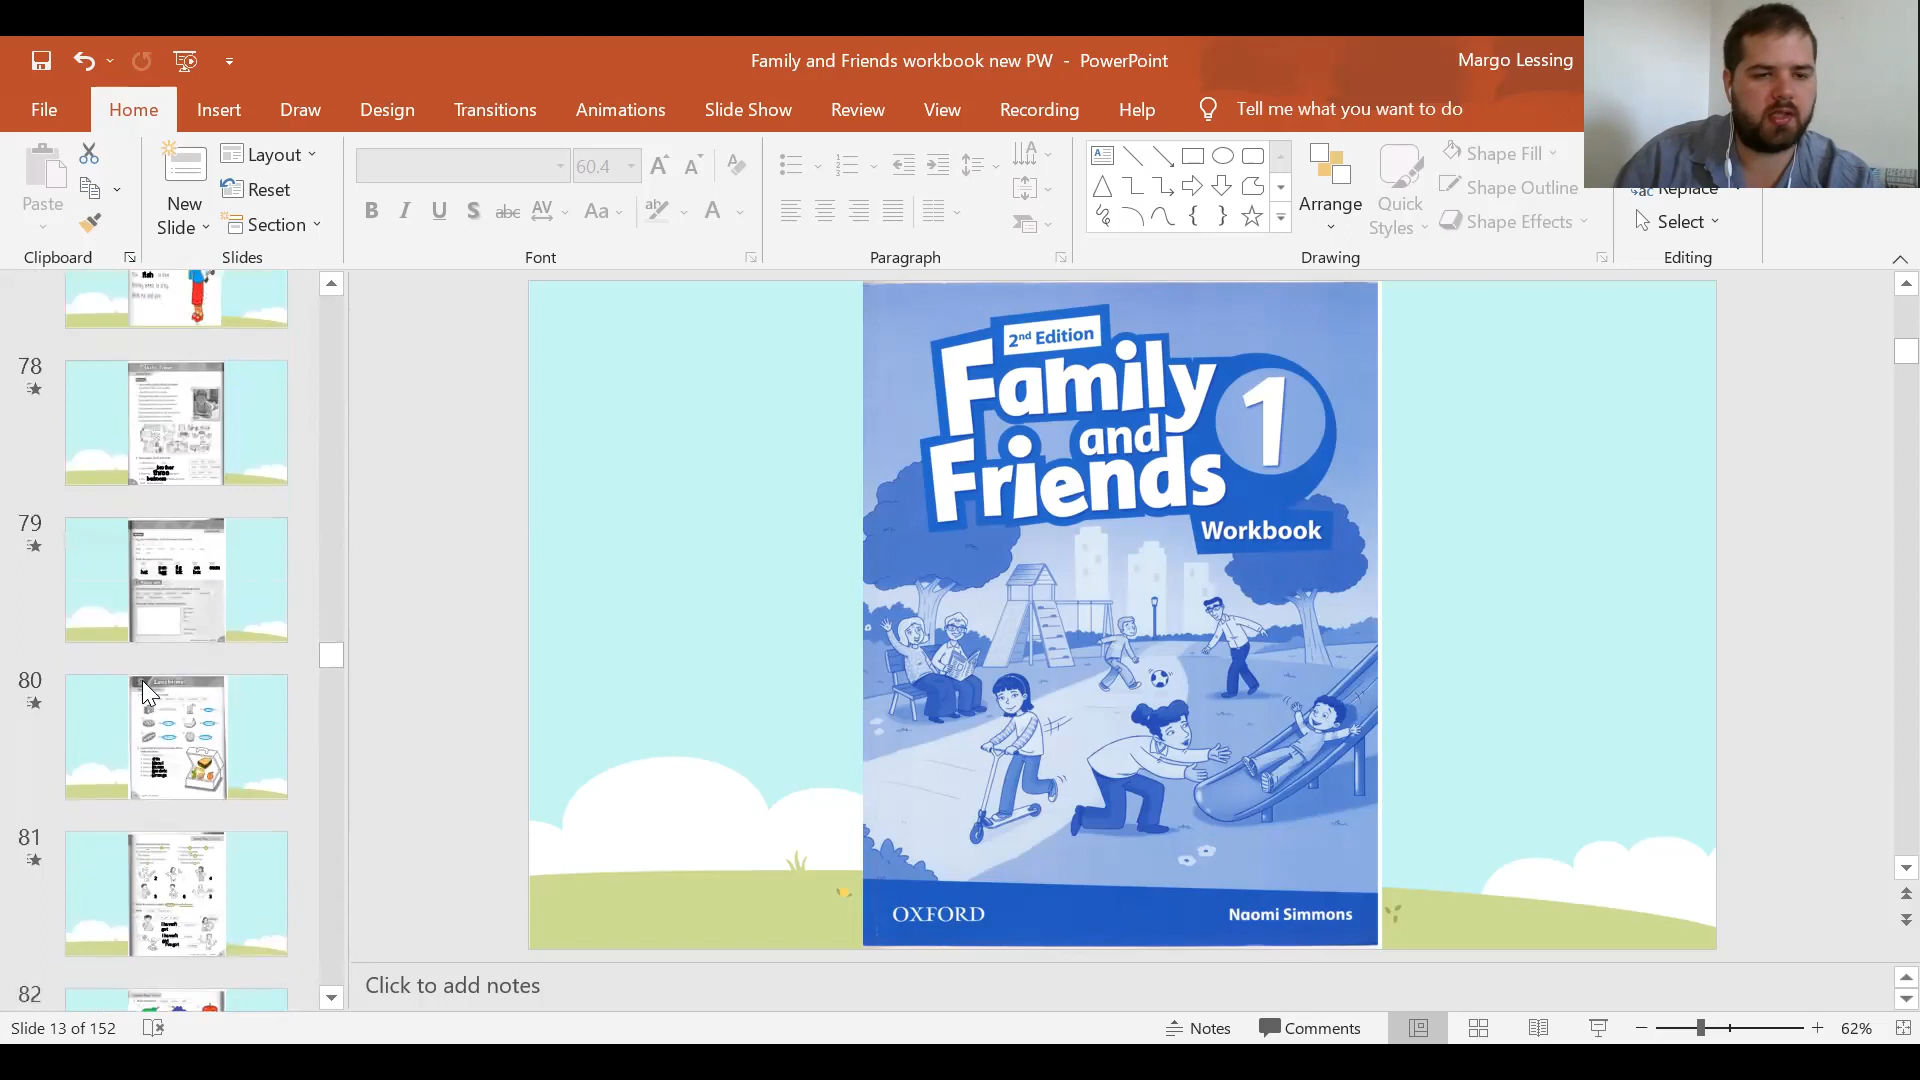 Family and Friends workbook new PW - PowerPoint
Margo Lessing
File
Home
Insert
Draw
Design
Transitions
Animations
Slide Show
Review
View
Recording
Help
Tell me what you want to do
Paste
New
Slide
Layout
Reset
Section
60.4
Arrange
Quick
Styles
Shape Fill
Shape Outline
Shape Effects
Replace
Select
Clipboard
Slides
Font
Paragraph
Drawing
Editing
78
79
80
81
82
2nd Edition
Family
and
Friends
1
Workbook
OXFORD
Naomi Simmons
Click to add notes
Slide 13 of 152
Notes
Comments
62%